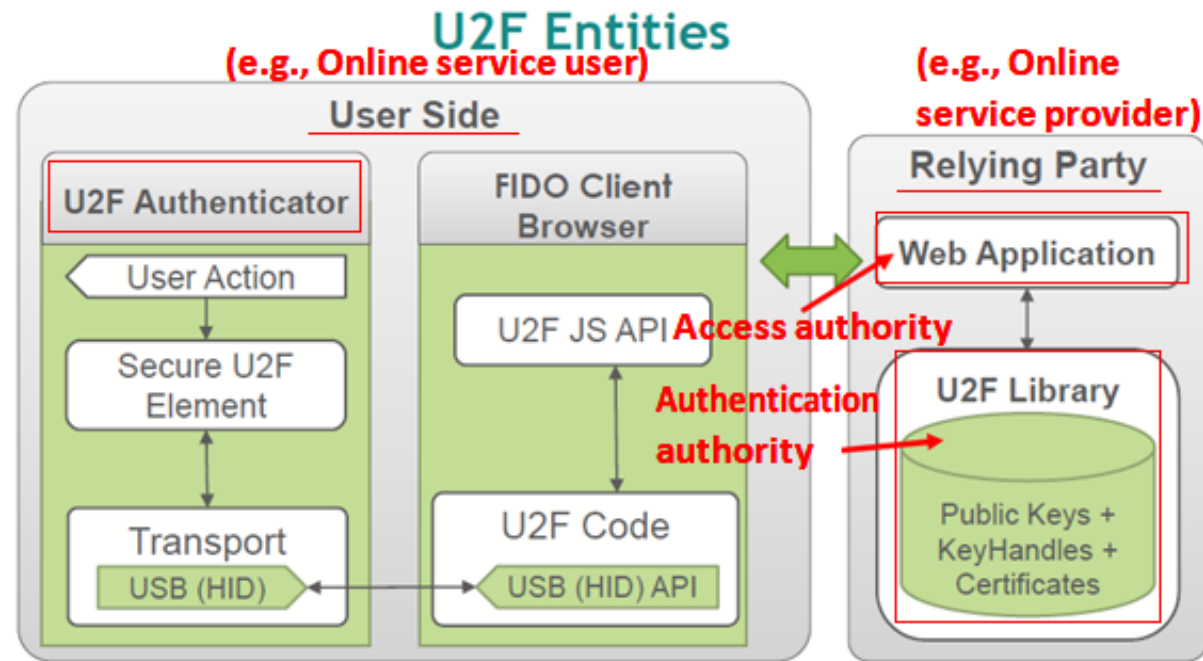 U2F Entities
(e.g., Online service user)
(e.g., Online
service provider)
User Side
Relying Party
U2F Authenticator
FIDO Client
Browser
User Action
Secure U2F
Element
Transport
USB (HID)
U2F JS API
U2F Code
USB (HID) API
Web Application
Access authority
Authentication
authority
U2F Library
Public Keys +
KeyHandles +
Certificates